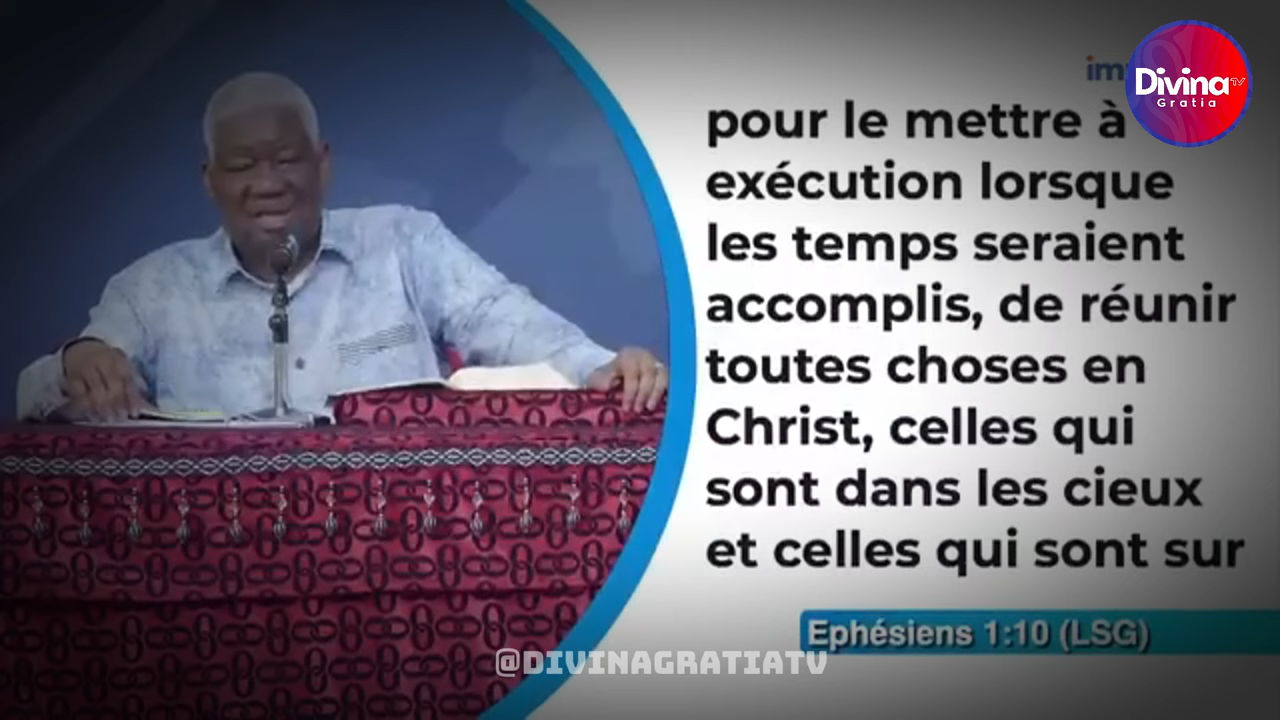 Divina TV
Gratia
pour le mettre à
exécution lorsque
les temps seraient
accomplis, de réunir
toutes choses en
Christ, celles qui
sont dans les cieux
et celles qui sont sur
Ephésiens 1:10 (LSG)
@DIVINAGRATIATV